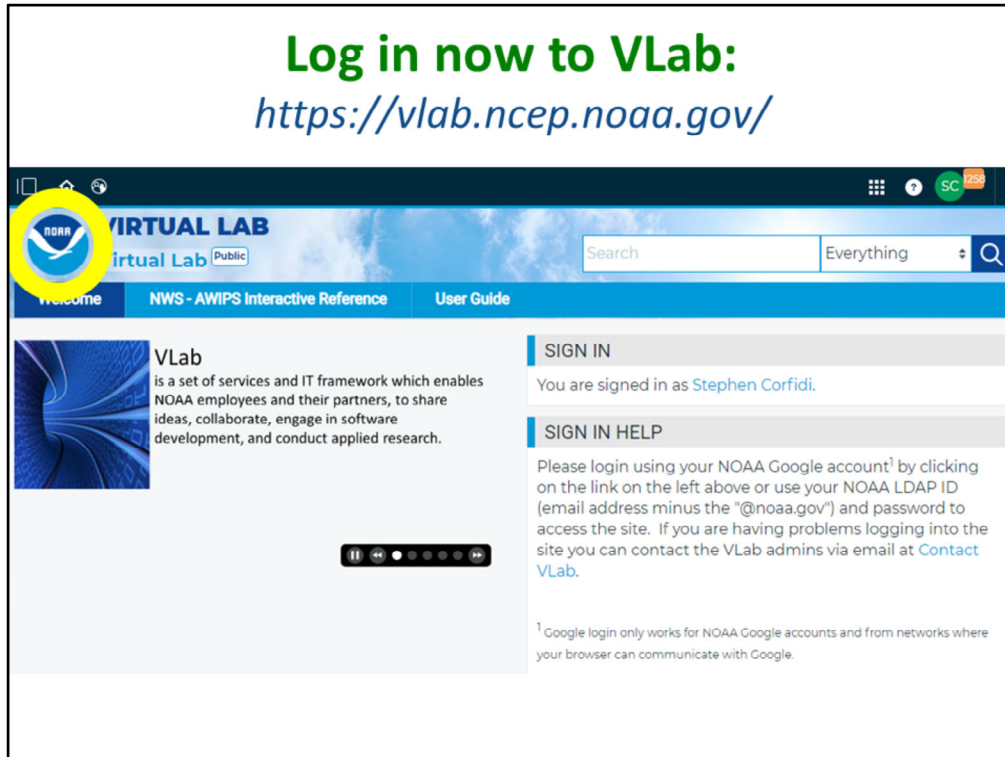 Log in now to VLab:
https://vlab.ncep.noaa.gov/
SC 1258
NOAA
VIRTUAL LAB
Virtual Lab Public
Search
Everything
Welcome
NWS - AWIPS Interactive Reference
User Guide
VLab
is a set of services and IT framework which enables
NOAA employees and their partners, to share
ideas, collaborate, engage in software
development, and conduct applied research.
SIGN IN
You are signed in as Stephen Corfidi.
SIGN IN HELP
Please login using your NOAA Google account1 by clicking
on the link on the left above or use your NOAA LDAP ID
(email address minus the "@noaa.gov") and password to
access the site. If you are having problems logging into the
site you can contact the VLab admins via email at Contact
VLab.
1 Google login only works for NOAA Google accounts and from networks where
your browser can communicate with Google.